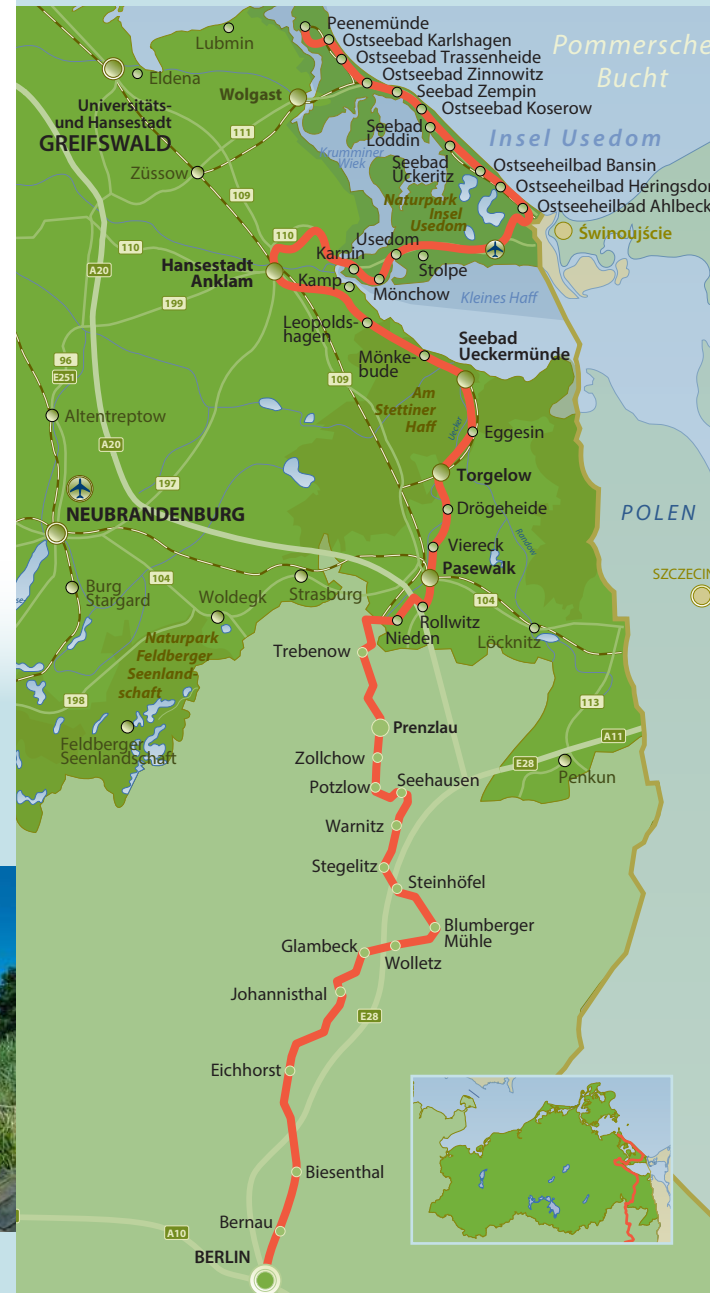 Peenemünde
Ostseebad Karlshagen
Lubmin
Ostseebad Trassenheide
Pommersche
Bucht
Eldena
Ostseebad Zinnowitz
Seebad Zempin
Wolgast
Ostseebad Koserow
Universitäts-
und Hansestadt
GREIFSWALD
111
Seebad
Loddin
Insel Usedom
Krumminer
Wiek
Seebad
Ückeritz
Ostseeheilbad Bansin
Züssow
Ostseeheilbad Heringsdorf
109
Naturpark
Insel
Usedom
Ostseeheilbad Ahlbeck
110
Usedom
Świnoujście
110
Karnin
Stolpe
A20
Hansestadt
Anklam
Kamp
Mönchow
199
Kleines Haff
Leopolds-
hagen
Seebad
Ueckermünde
96
E251
Mönke-
bude
109
Am
Stettiner
Haff
Altentreptow
Uecker
Eggesin
A20
Torgelow
197
NEUBRANDENBURG
Drögeheide
POLEN
Randow
Viereck
Pasewalk
SZCZECIN
Burg
Stargard
104
Strasburg
Woldegk
104
Rollwitz
Nieden
Löcknitz
Naturpark
Feldberger
Seenland-
schaft
Trebenow
198
113
Prenzlau
A11
Feldberger
Seenlandschaft
Zollchow
E28
Penkun
Potzlow
Seehausen
Warnitz
Stegelitz
Steinhöfel
Blumberger
Mühle
Glambeck
Wolletz
Johannisthal
E28
Eichhorst
Biesenthal
Bernau
A10
BERLIN